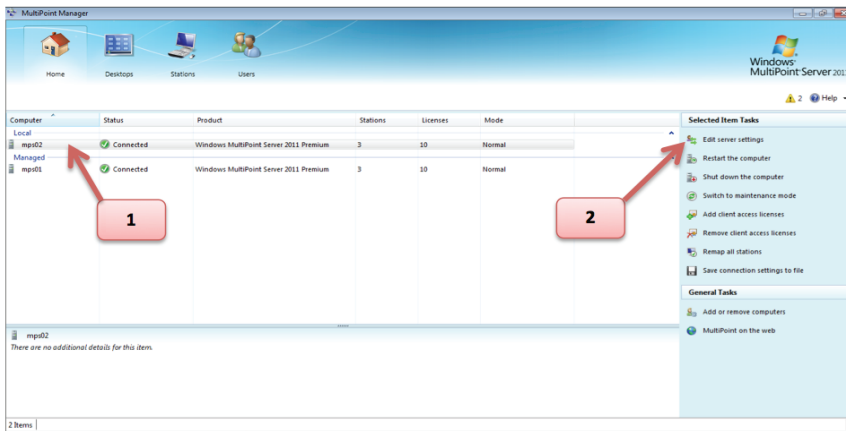 MultiPoint Manager
Home Desktops Stations Users
Windows
MultiPoint Server 2011
2 Help
Computer Status Product Stations Licenses Mode
Local
mps02 Connected Windows MultiPoint Server 2011 Premium 3 10 Normal
Managed
mps01 Connected Windows MultiPoint Server 2011 Premium 3 10 Normal
1
2
Selected Item Tasks
Edit server settings
Restart the computer
Shut down the computer
Switch to maintenance mode
Add client access licenses
Remove client access licenses
Remap all stations
Save connection settings to file
General Tasks
Add or remove computers
MultiPoint on the web
mps02
There are no additional details for this item.
2 Items